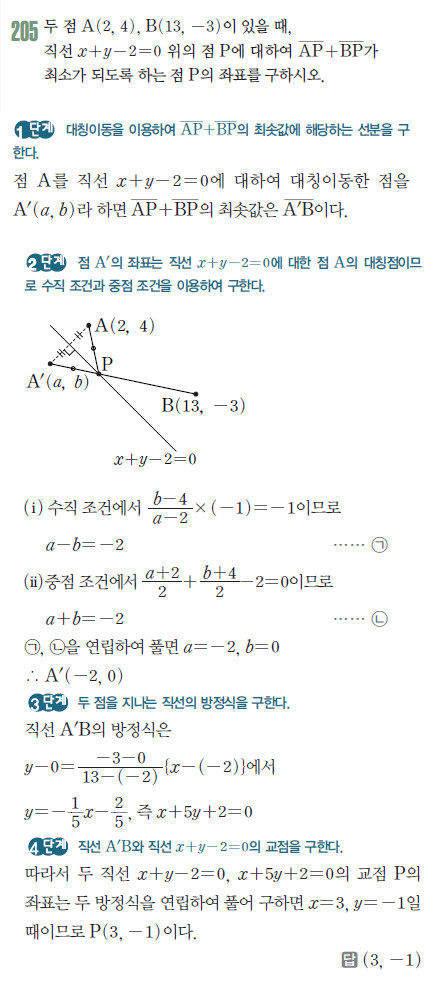 205 두 점 A(2, 4), B(13, −3)이 있을 때,
직선 x+y−2=0 위의 점 P에 대하여 A̅P̅+B̅P̅가
최소가 되도록 하는 점 P의 좌표를 구하시오.
1단계 대칭이동을 이용하여 A̅P̅+B̅P̅의 최솟값에 해당하는 선분을 구
한다.
점 A를 직선 x+y−2=0에 대하여 대칭이동한 점을
A′(a, b)라 하면 A̅P̅+B̅P̅의 최솟값은 A̅′̅B̅이다.
2단계 점 A′의 좌표는 직선 x+y−2=0에 대한 점 A의 대칭점이므
로 수직 조건과 중점 조건을 이용하여 구한다.
A(2, 4)
P
A′(a, b)
B(13, −3)
x+y−2=0
(ⅰ) 수직 조건에서 (b−4)/(a−2)×(−1)=−1이므로
a−b=−2 …… ㉠
(ⅱ) 중점 조건에서 (a+2)/2+(b+4)/2−2=0이므로
a+b=−2 …… ㉡
㉠, ㉡을 연립하여 풀면 a=−2, b=0
∴ A′(−2, 0)
3단계 두 점을 지나는 직선의 방정식을 구한다.
직선 A′B의 방정식은
y−0=(−3−0)/(13−(−2)){x−(−2)}에서
y=−1/5x−2/5, 즉 x+5y+2=0
4단계 직선 A′B와 직선 x+y−2=0의 교점을 구한다.
따라서 두 직선 x+y−2=0, x+5y+2=0의 교점 P의
좌표는 두 방정식을 연립하여 풀어 구하면 x=3, y=−1일
때이므로 P(3, −1)이다.
답 (3, −1)